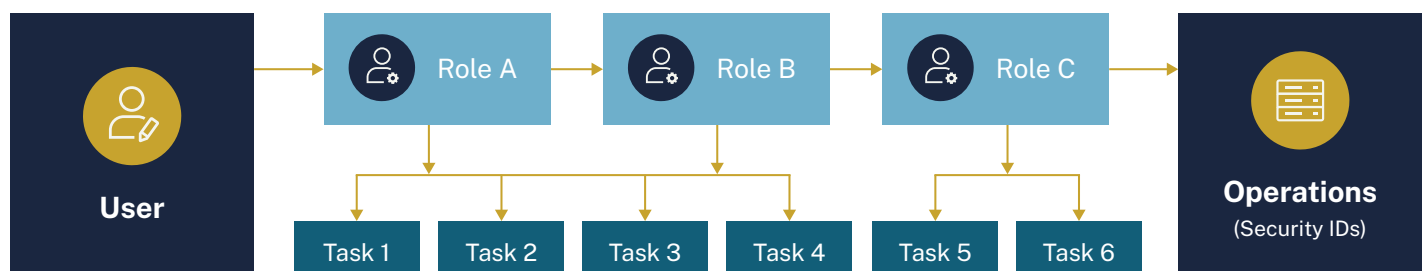 User
Role A
Role B
Role C
Task 1
Task 2
Task 3
Task 4
Task 5
Task 6
Operations
(Security IDs)